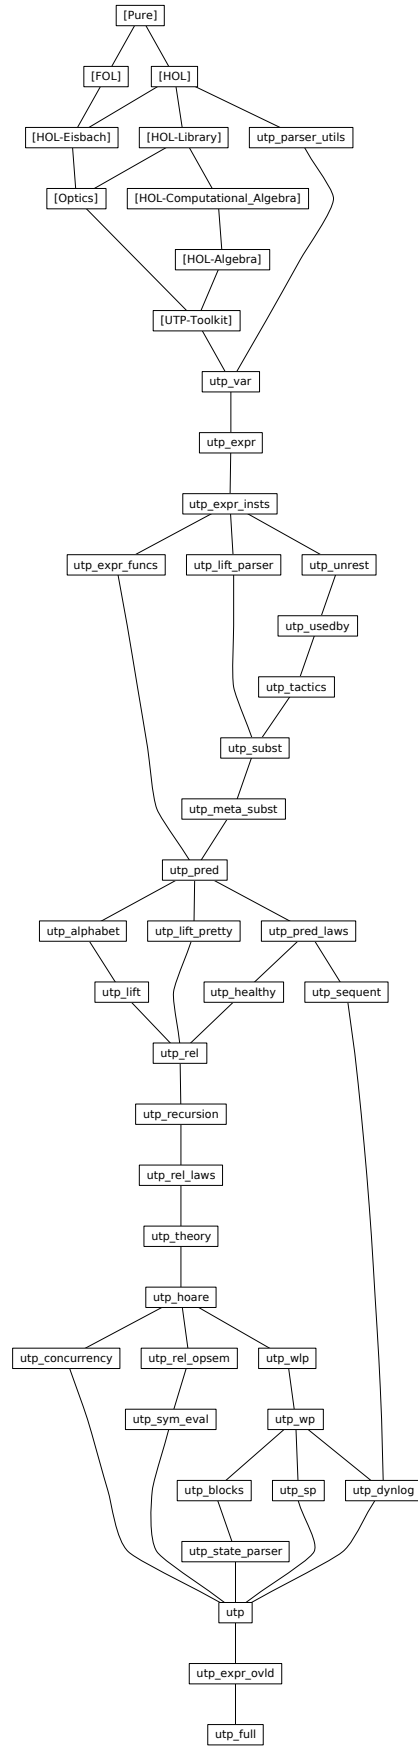 [Pure]
[FOL] [HOL]
[HOL-Eisbach] [HOL-Library] utp_parser_utils
[Optics] [HOL-Computational_Algebra]
[HOL-Algebra]
[UTP-Toolkit]
utp_var
utp_expr
utp_expr_insts
utp_expr_funcs utp_lift_parser utp_unrest
utp_usedby
utp_tactics
utp_subst
utp_meta_subst
utp_pred
utp_alphabet utp_lift_pretty utp_pred_laws
utp_lift utp_healthy utp_sequent
utp_rel
utp_recursion
utp_rel_laws
utp_theory
utp_hoare
utp_concurrency utp_rel_opsem utp_wlp
utp_sym_eval utp_wp
utp_blocks utp_sp utp_dynlog
utp_state_parser
utp
utp_expr_ovld
utp_full